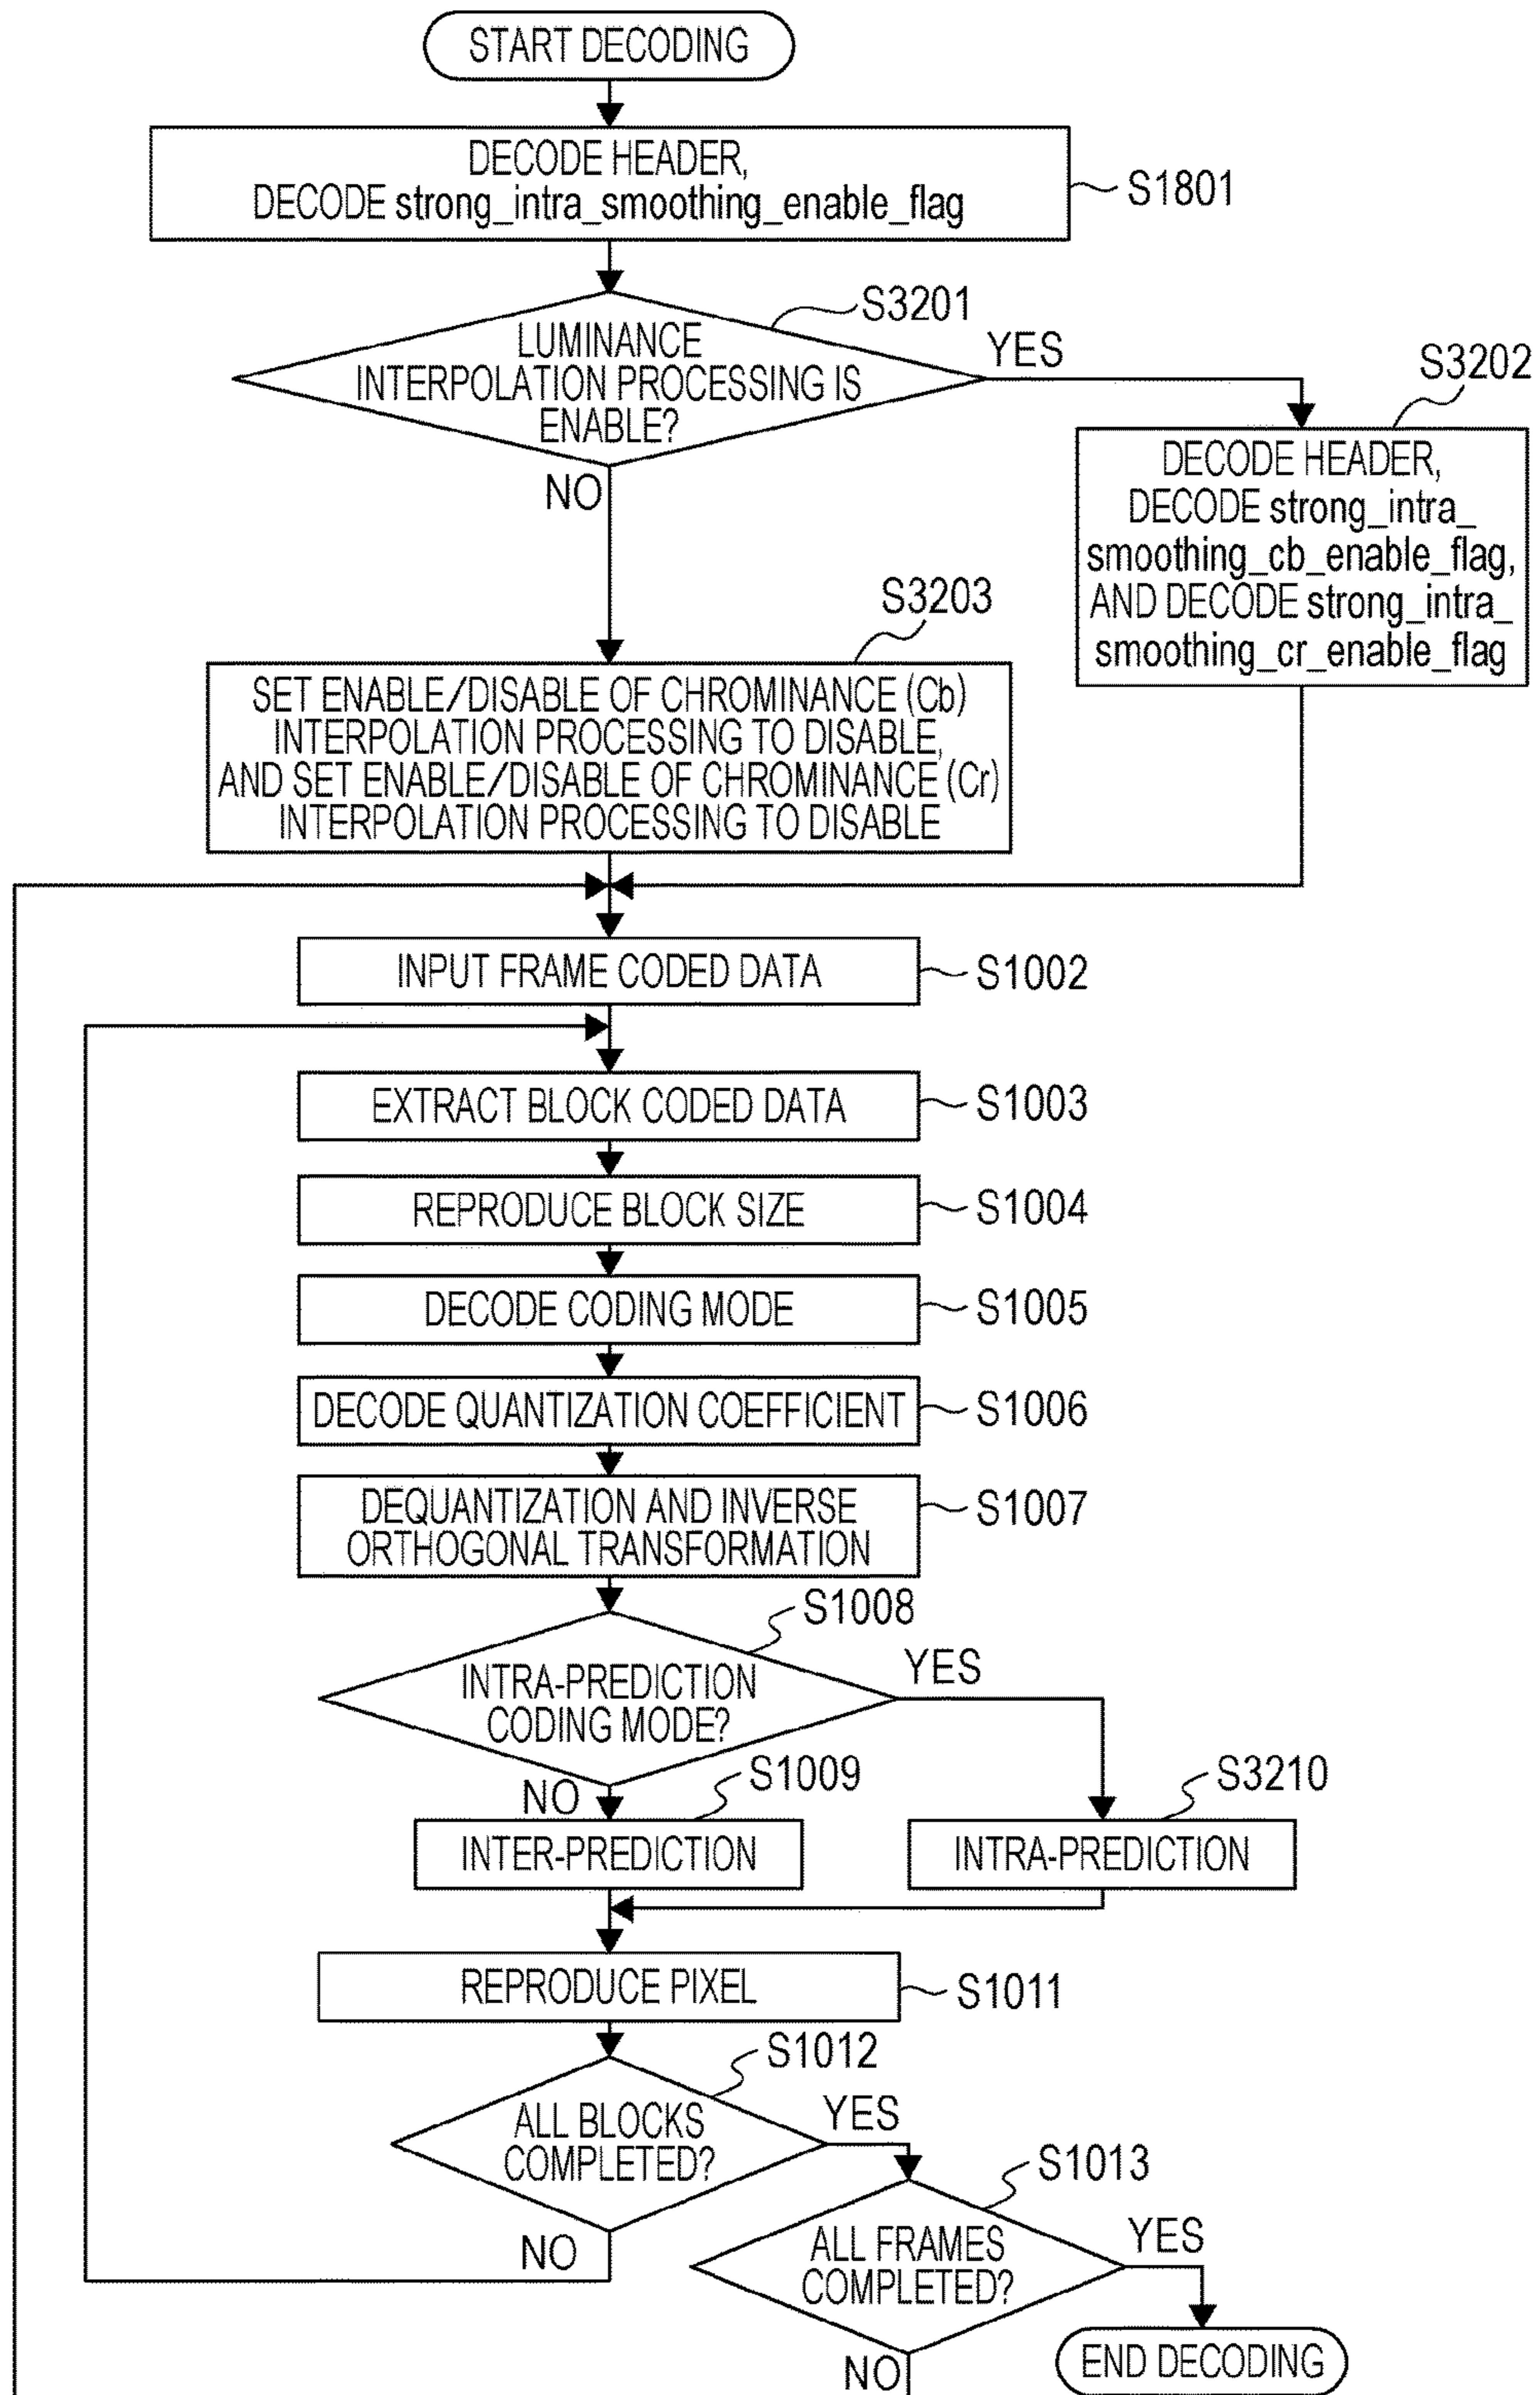 START DECODING
DECODE HEADER,
DECODE strong_intra_smoothing_enable_flag
S1801
S3201
LUMINANCE
INTERPOLATION PROCESSING IS
ENABLE?
YES
NO
S3202
DECODE HEADER,
DECODE strong_intra_
smoothing_cb_enable_flag,
AND DECODE strong_intra_
smoothing_cr_enable_flag
S3203
SET ENABLE/DISABLE OF CHROMINANCE (Cb)
INTERPOLATION PROCESSING TO DISABLE,
AND SET ENABLE/DISABLE OF CHROMINANCE (Cr)
INTERPOLATION PROCESSING TO DISABLE
INPUT FRAME CODED DATA
S1002
EXTRACT BLOCK CODED DATA
S1003
REPRODUCE BLOCK SIZE
S1004
DECODE CODING MODE
S1005
DECODE QUANTIZATION COEFFICIENT
S1006
DEQUANTIZATION AND INVERSE
ORTHOGONAL TRANSFORMATION
S1007
S1008
INTRA-PREDICTION
CODING MODE?
YES
NO
S1009
INTER-PREDICTION
S3210
INTRA-PREDICTION
REPRODUCE PIXEL
S1011
S1012
ALL BLOCKS
COMPLETED?
YES
NO
S1013
ALL FRAMES
COMPLETED?
YES
NO
END DECODING